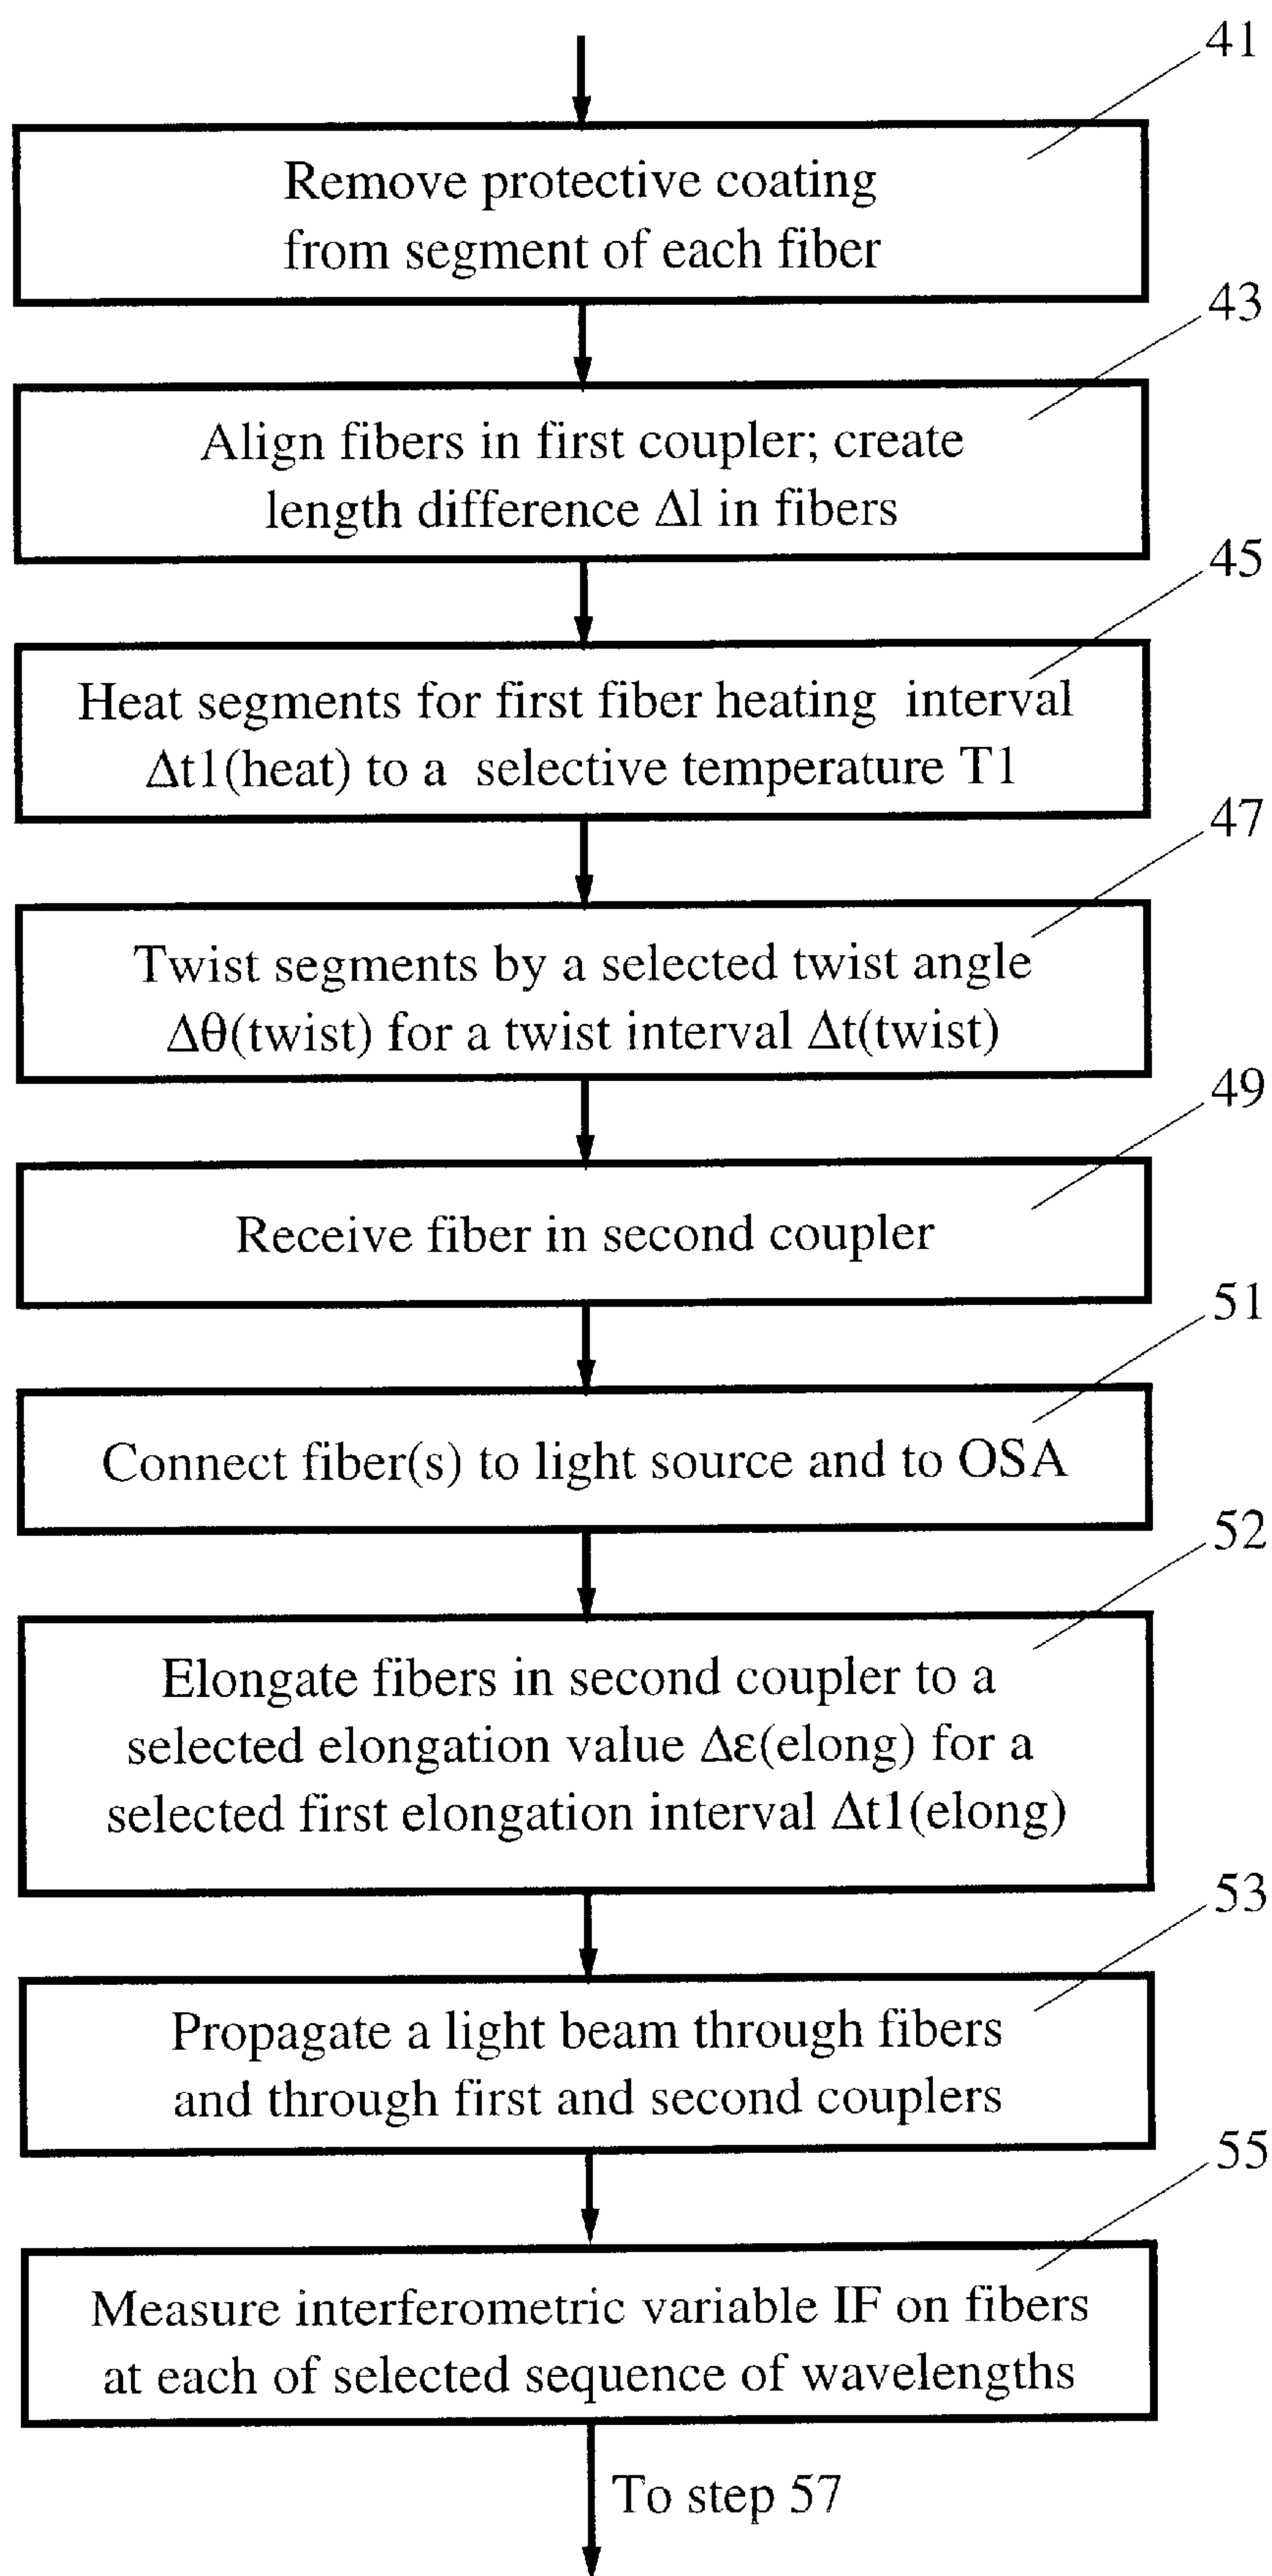 41
Remove protective coating
from segment of each fiber
43
Align fibers in first coupler; create
length difference Δl in fibers
45
Heat segments for first fiber heating interval
Δt1(heat) to a selective temperature T1
47
Twist segments by a selected twist angle
Δθ(twist) for a twist interval Δt(twist)
49
Receive fiber in second coupler
51
Connect fiber(s) to light source and to OSA
52
Elongate fibers in second coupler to a
selected elongation value Δε(elong) for a
selected first elongation interval Δt1(elong)
53
Propagate a light beam through fibers
and through first and second couplers
55
Measure interferometric variable IF on fibers
at each of selected sequence of wavelengths
To step 57